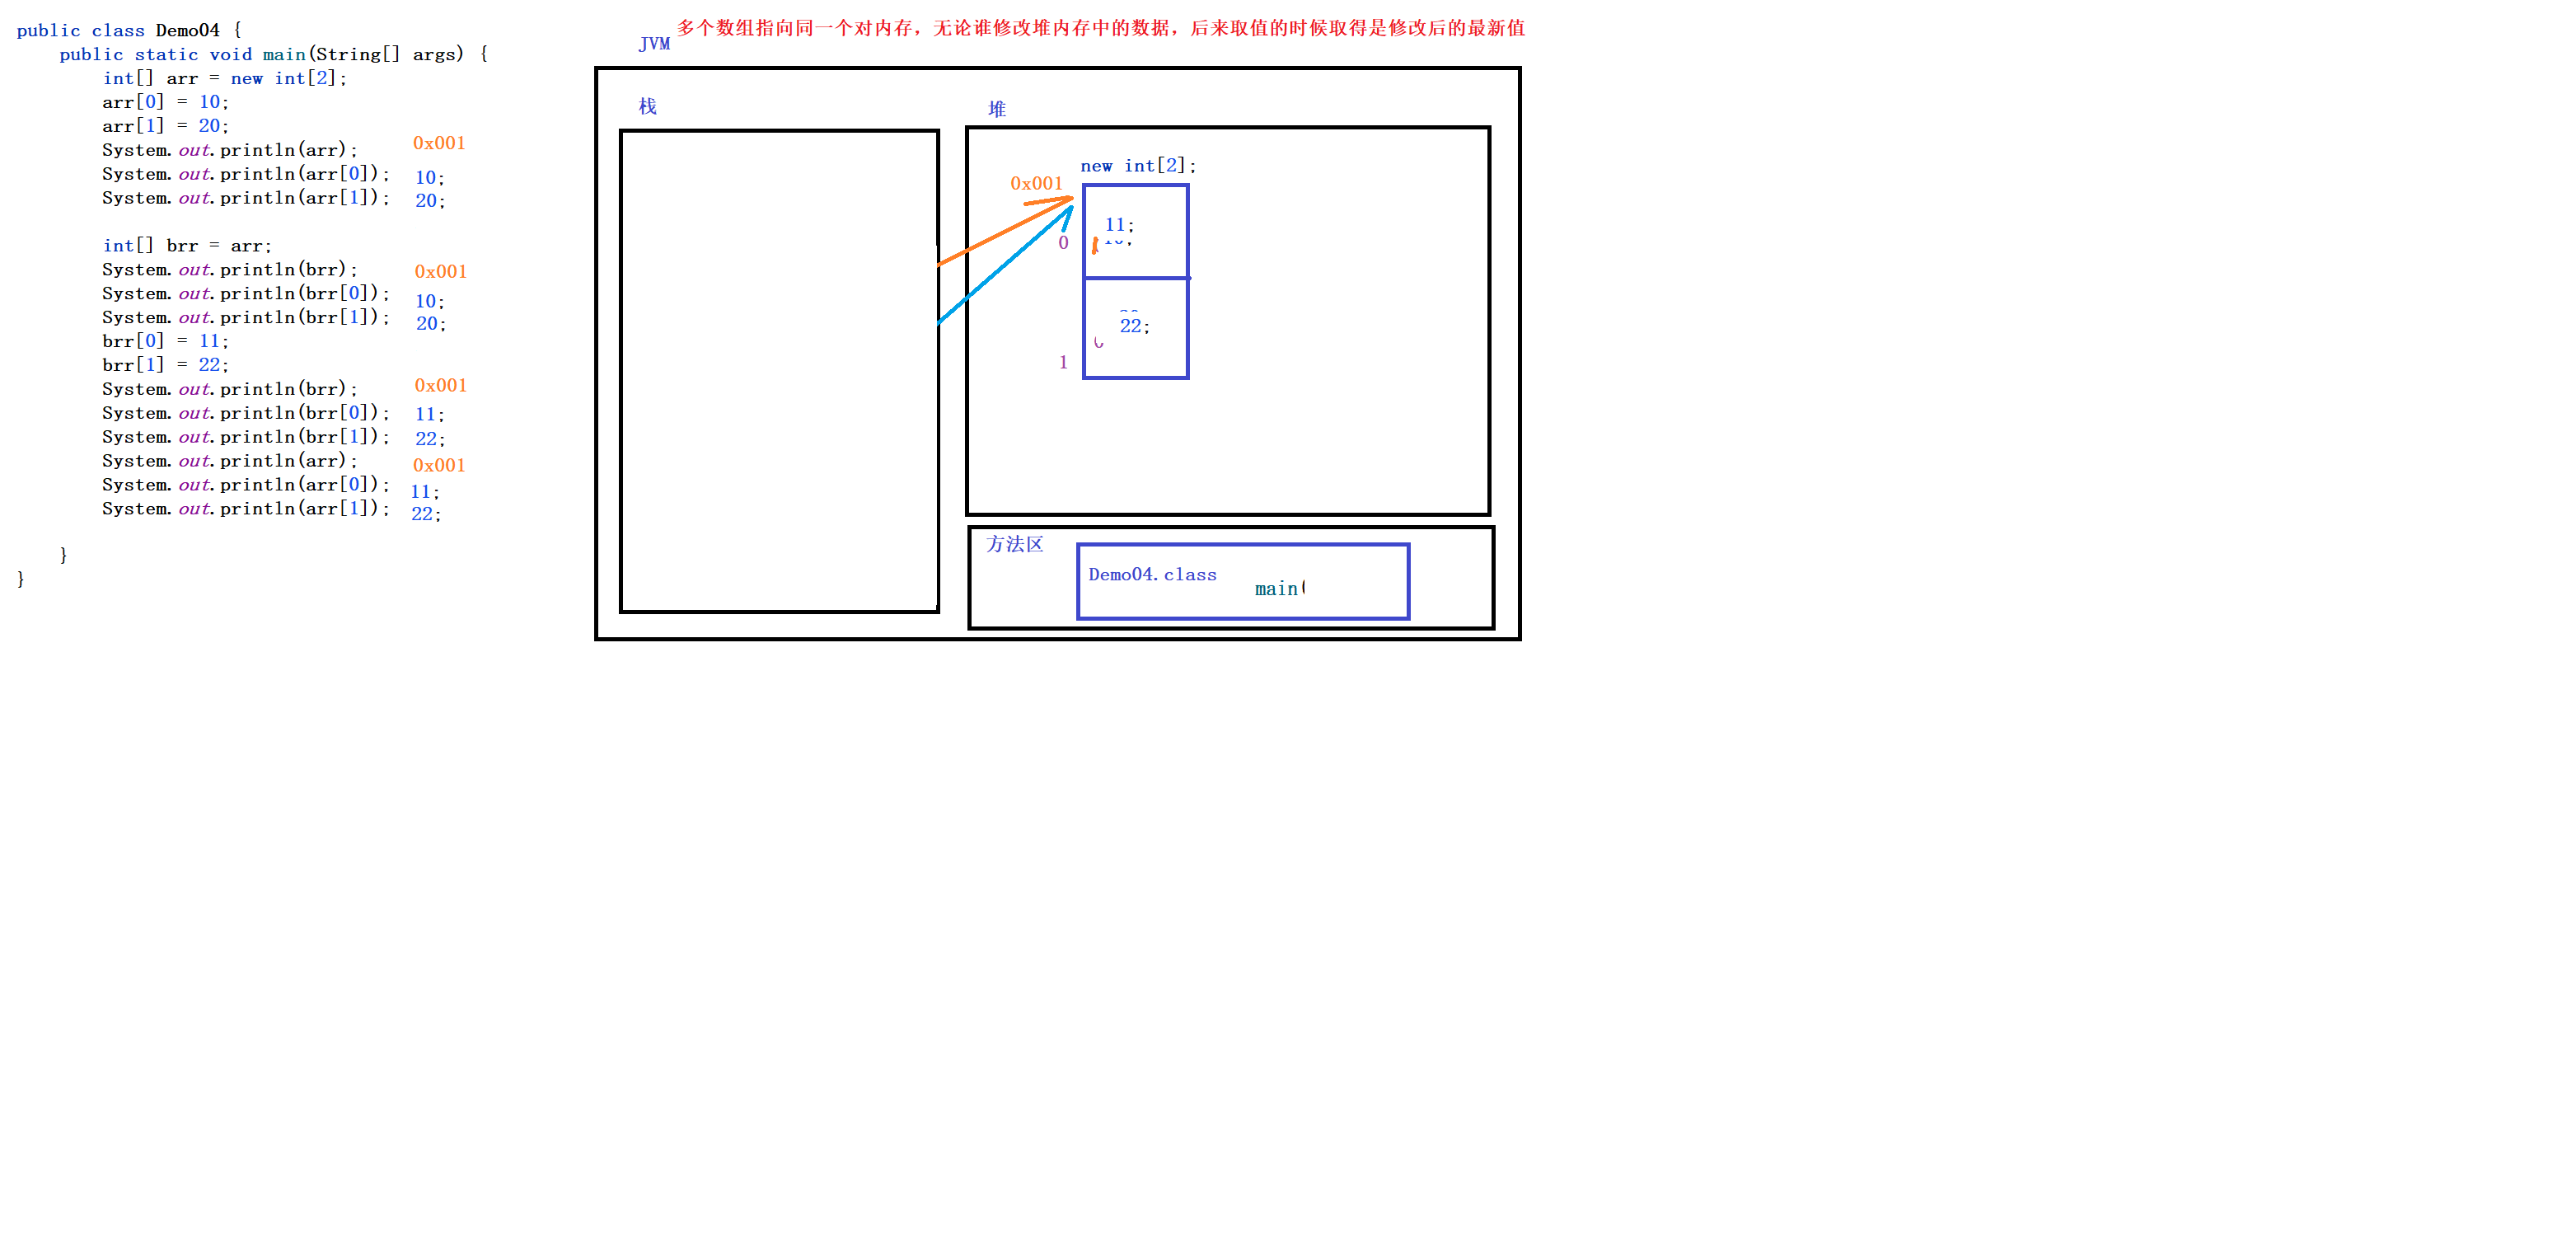 public class Demo04 {
    public static void main(String[] args) {
        int[] arr = new int[2];
        arr[0] = 10;
        arr[1] = 20;
        System.out.println(arr); 0x001
        System.out.println(arr[0]); 10;
        System.out.println(arr[1]); 20;
        int[] brr = arr;
        System.out.println(brr); 0x001
        System.out.println(brr[0]); 10;
        System.out.println(brr[1]); 20;
        brr[0] = 11;
        brr[1] = 22;
        System.out.println(brr); 0x001
        System.out.println(brr[0]); 11;
        System.out.println(brr[1]); 22;
        System.out.println(arr); 0x001
        System.out.println(arr[0]); 11;
        System.out.println(arr[1]); 22;
    }
}
多个数组指向同一个对内存，无论谁修改堆内存中的数据，后来取值的时候取得是修改后的最新值
JVM
栈
堆
new int[2];
0x001
11;
0
22;
1
方法区
Demo04.class
main(